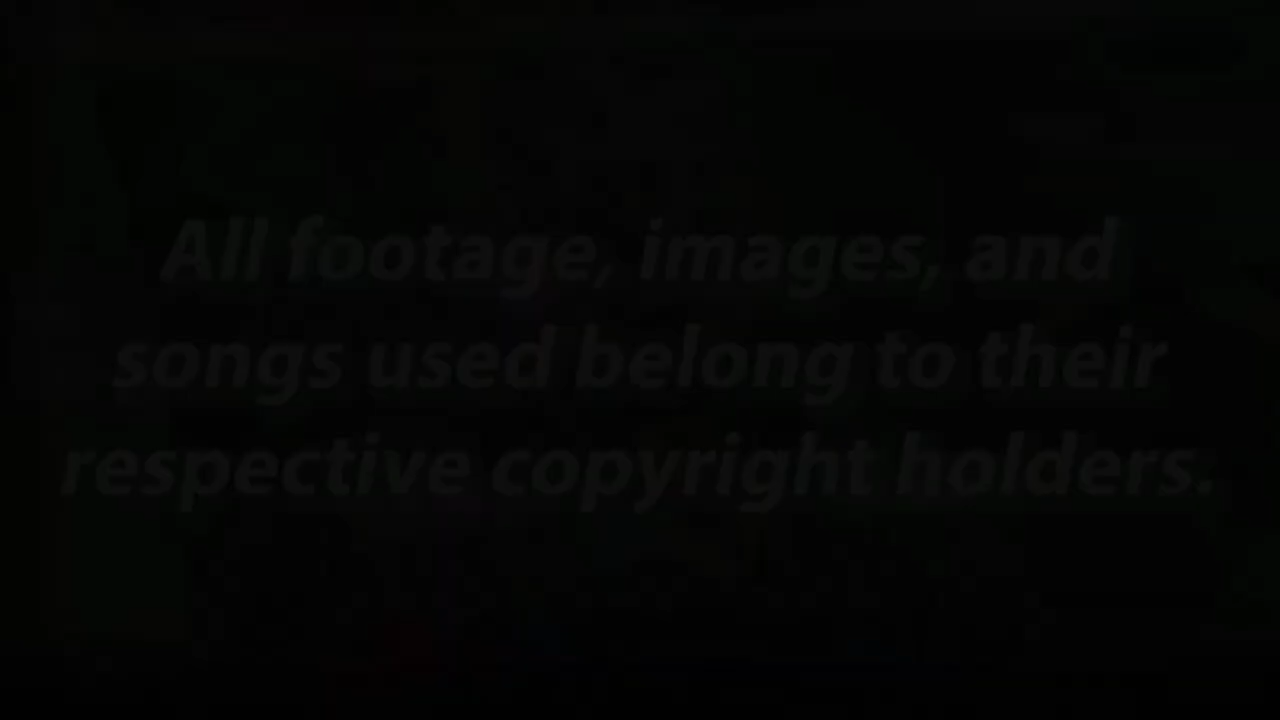 All footage, images, and
songs used belong to their
respective copyright holders.